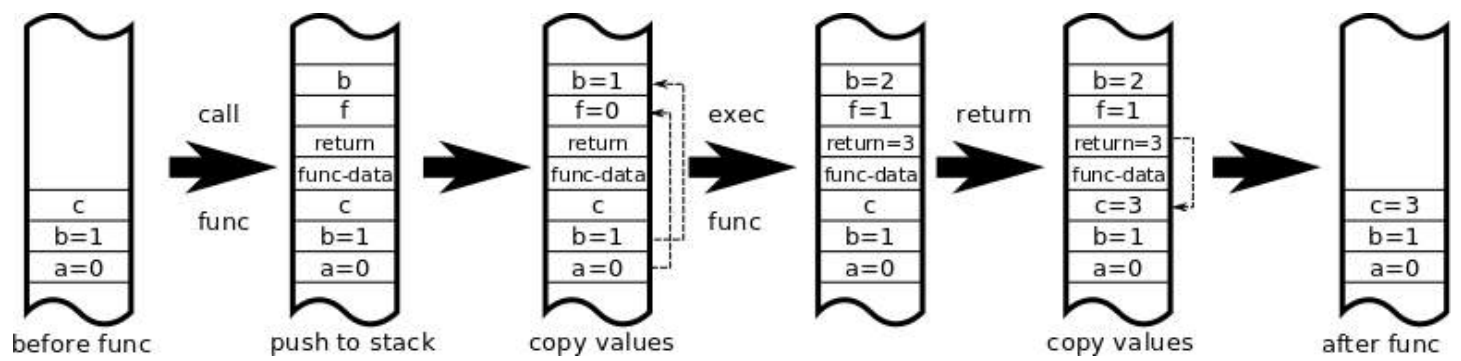 c
b=1
a=0
before func
call
func
b
f
return
func-data
c
b=1
a=0
push to stack
b=1
f=0
return
func-data
c
b=1
a=0
copy values
exec
func
b=2
f=1
return=3
func-data
c
b=1
a=0
return
b=2
f=1
return=3
func-data
c=3
b=1
a=0
copy values
c=3
b=1
a=0
after func